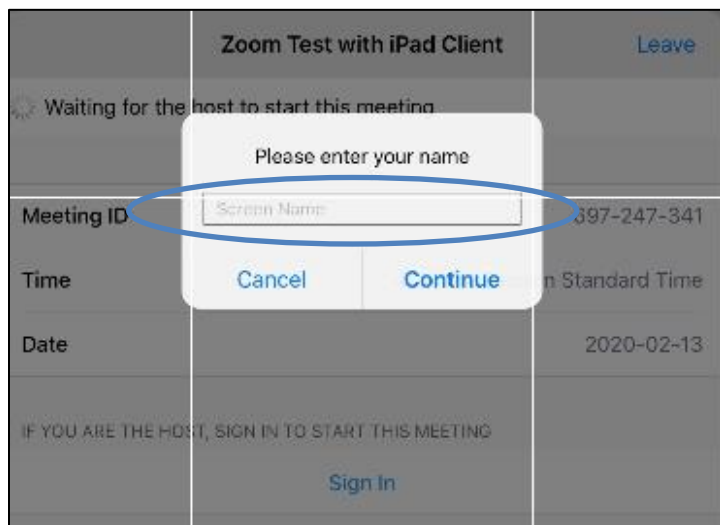 Zoom Test with iPad Client Leave
Waiting for the host to start this meeting
Please enter your name
Screen Name
Meeting ID 697-247-341
Cancel Continue
Time n Standard Time
Date 2020-02-13
IF YOU ARE THE HOST, SIGN IN TO START THIS MEETING
Sign In